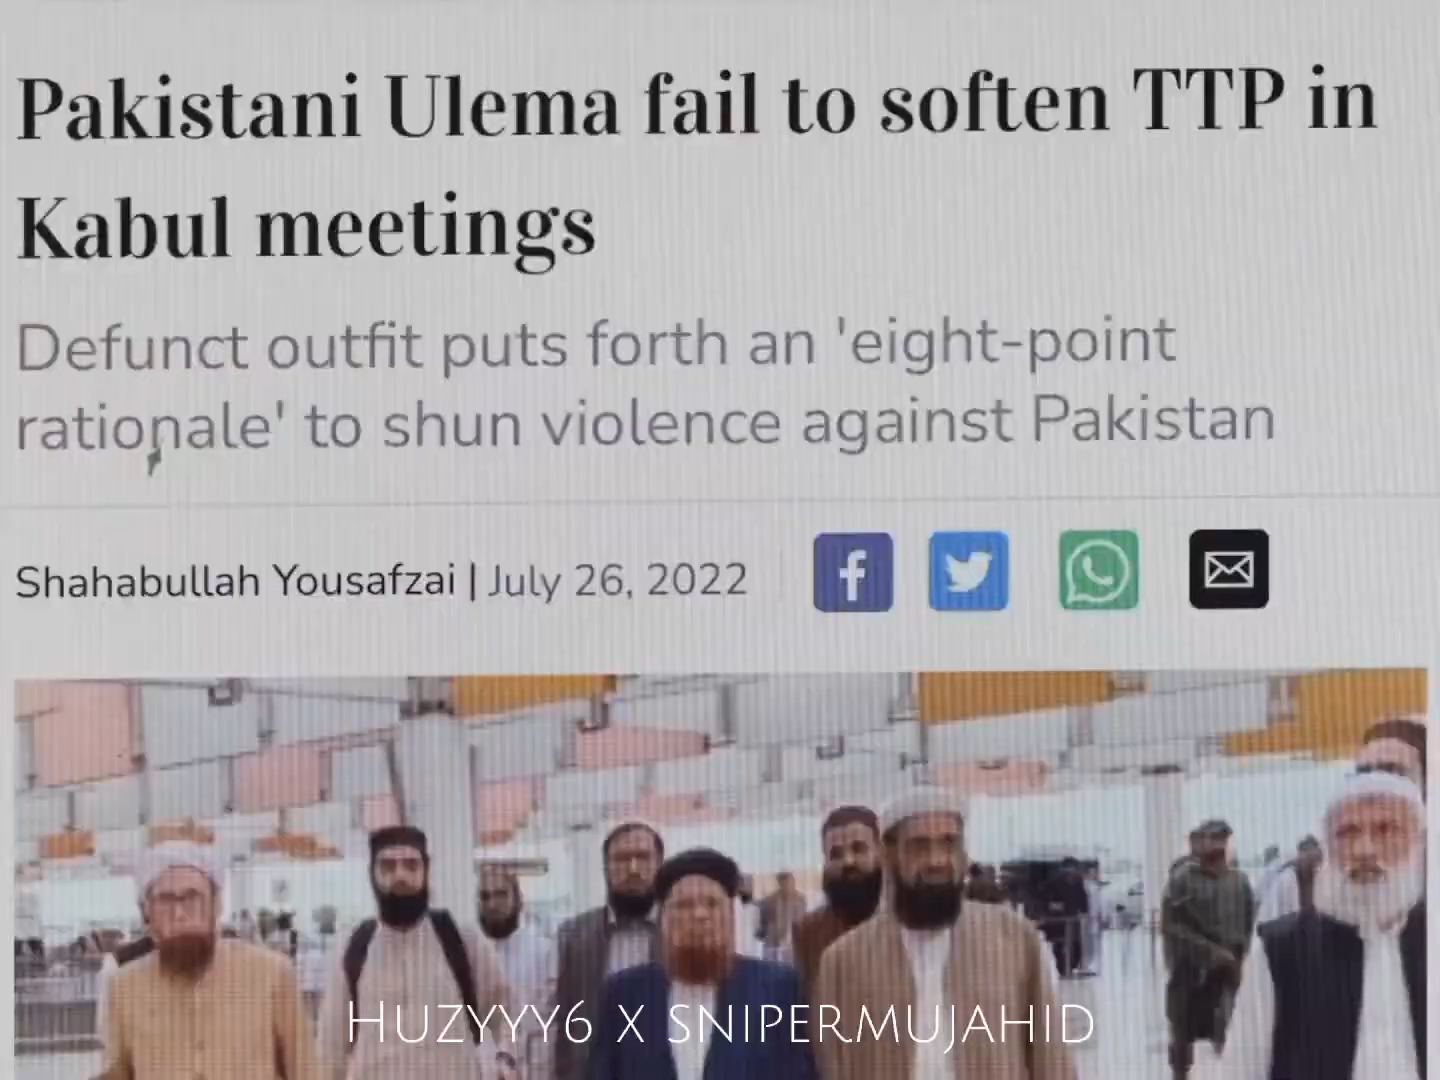 Pakistani Ulema fail to soften TTP in
Kabul meetings
Defunct outfit puts forth an 'eight-point
rationale' to shun violence against Pakistan
Shahabullah Yousafzai | July 26, 2022
Huzyyy6 x snipermujahid